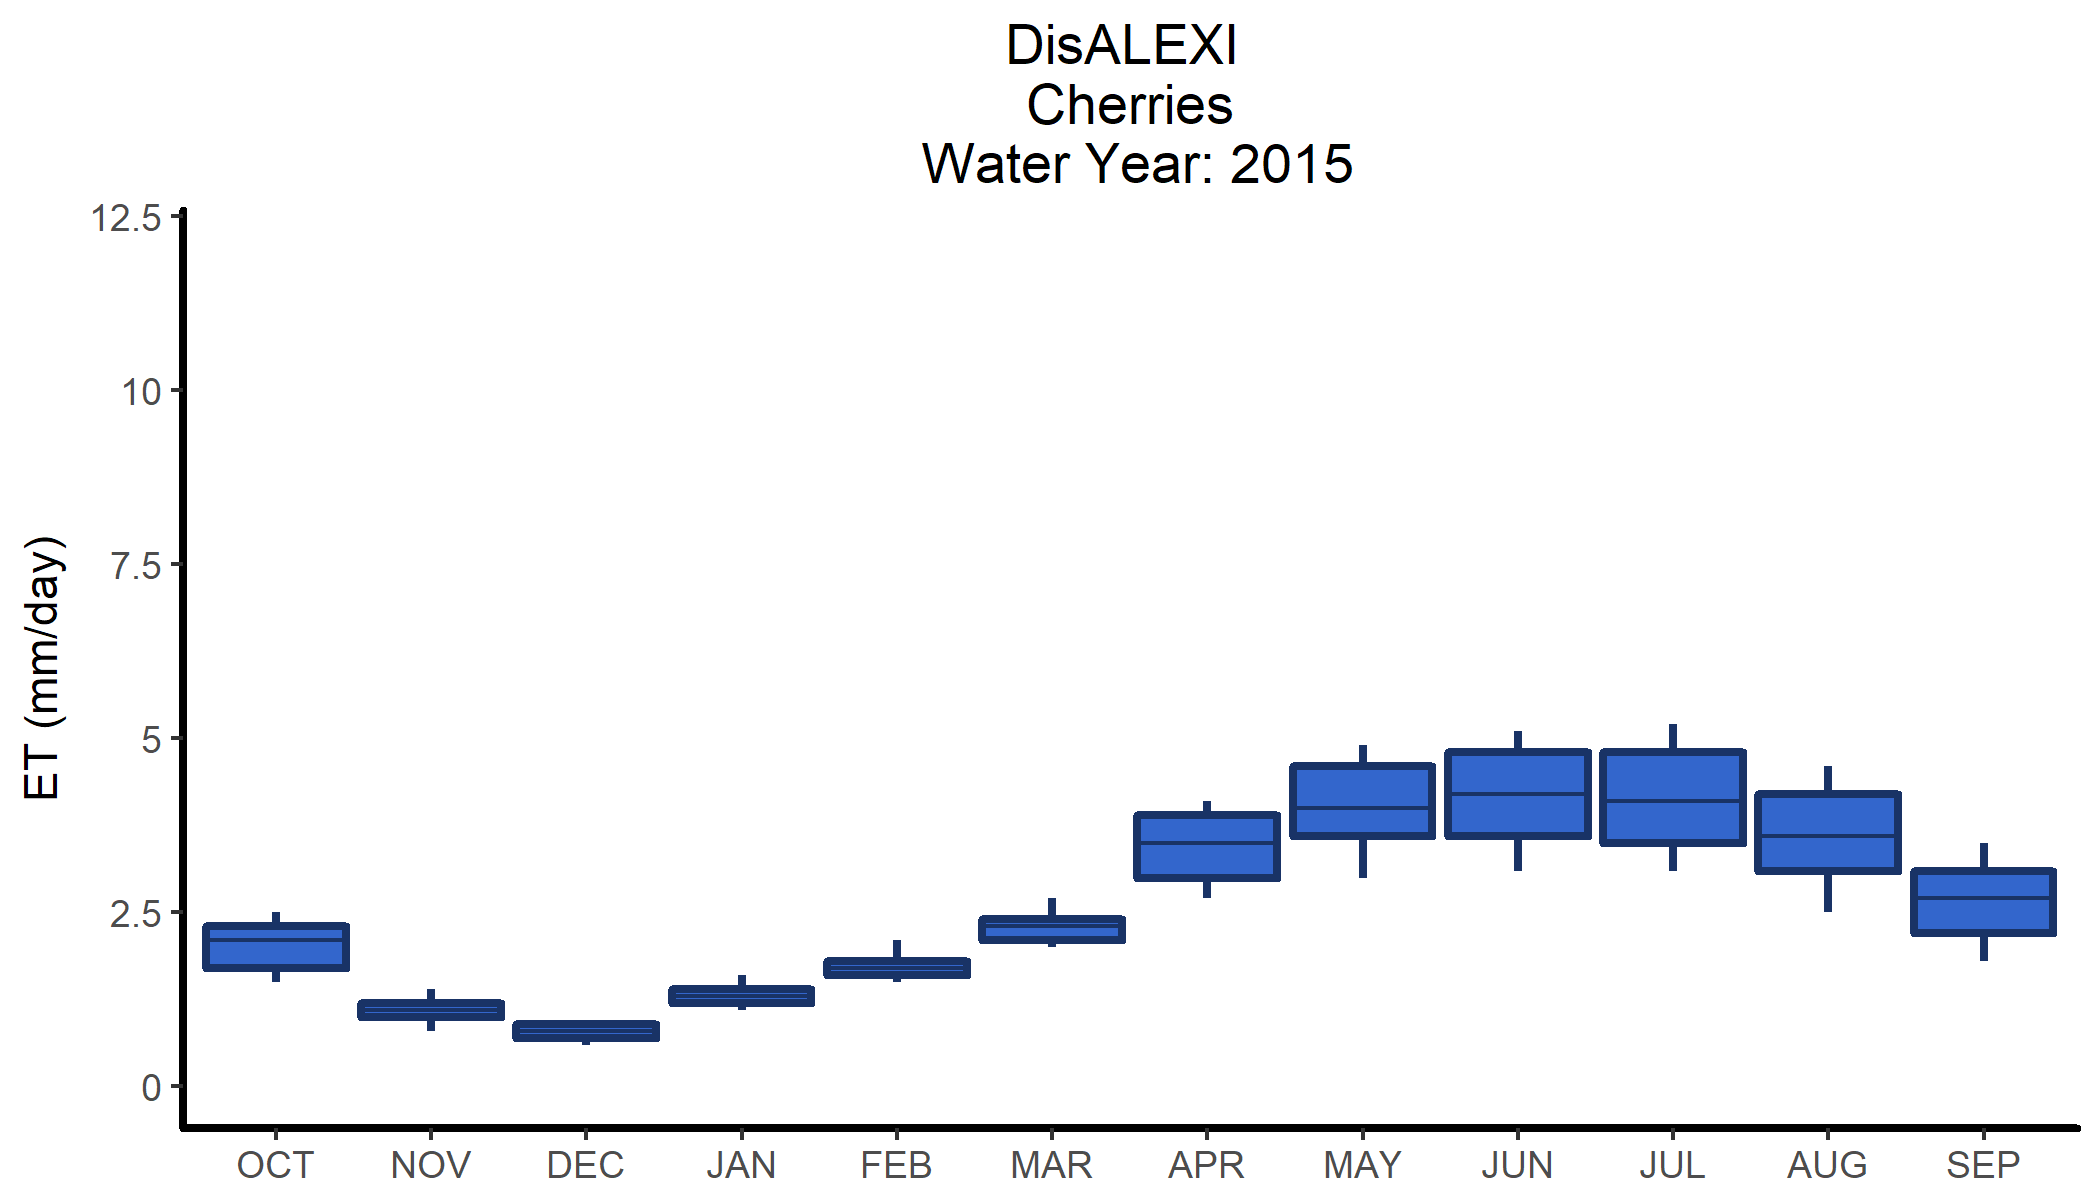 DisALEXI
Cherries
Water Year: 2015
ET (mm/day)
12.5
10
7.5
5
2.5
0
OCT NOV DEC JAN FEB MAR APR MAY JUN JUL AUG SEP